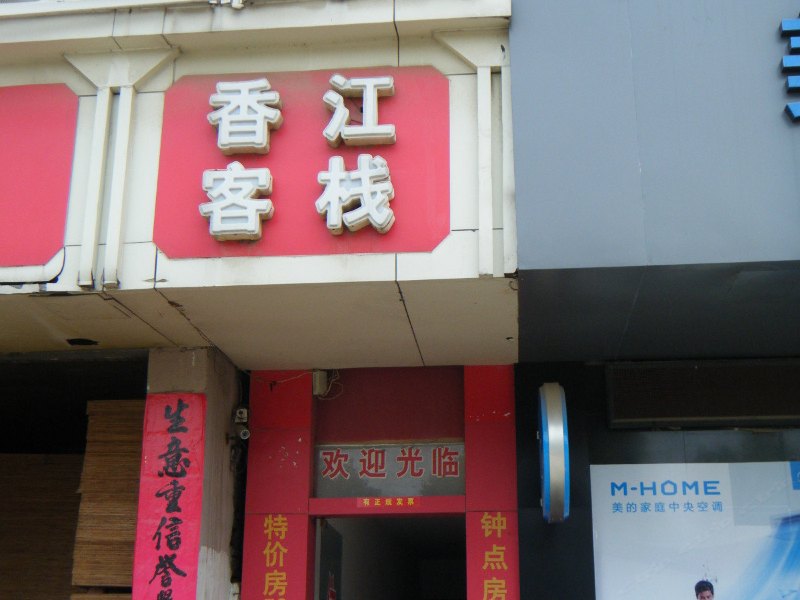 香江
客栈
欢迎光临
有正规发票
特价房
钟点房
生意重信誉
M-HOME
美的家庭中央空调